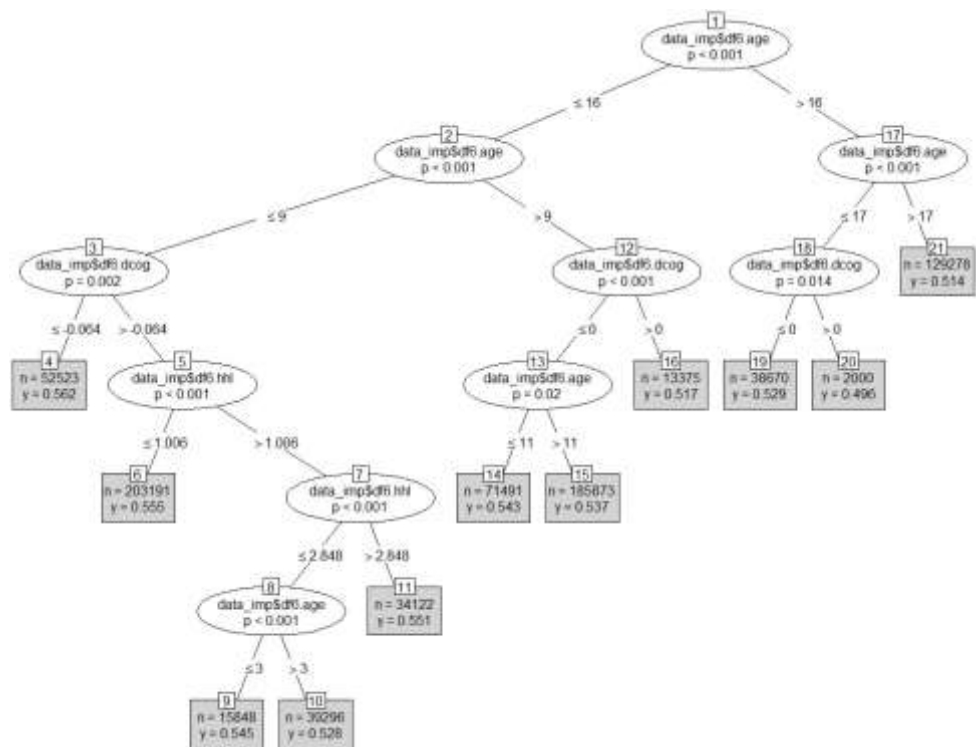 1
data_imp$df6.age
p < 0.001
≤ 16
> 16
2
data_imp$df6.age
p < 0.001
17
data_imp$df6.age
p < 0.001
≤ 9
> 9
≤ 17
> 17
3
data_imp$df6.dcog
p = 0.002
12
data_imp$df6.dcog
p < 0.001
18
data_imp$df6.dcog
p = 0.014
21
n = 129278
y = 0.514
≤ -0.064
> -0.064
≤ 0
> 0
≤ 0
> 0
4
n = 52523
y = 0.562
5
data_imp$df6.hhl
p < 0.001
13
data_imp$df6.age
p = 0.02
16
n = 13375
y = 0.517
19
n = 38670
y = 0.529
20
n = 2000
y = 0.496
≤ 1.006
> 1.006
≤ 11
> 11
6
n = 203191
y = 0.555
7
data_imp$df6.hhl
p < 0.001
14
n = 71491
y = 0.543
15
n = 185873
y = 0.537
≤ 2.848
> 2.848
8
data_imp$df6.age
p < 0.001
11
n = 34122
y = 0.551
≤ 3
> 3
9
n = 15848
y = 0.545
10
n = 39296
y = 0.528